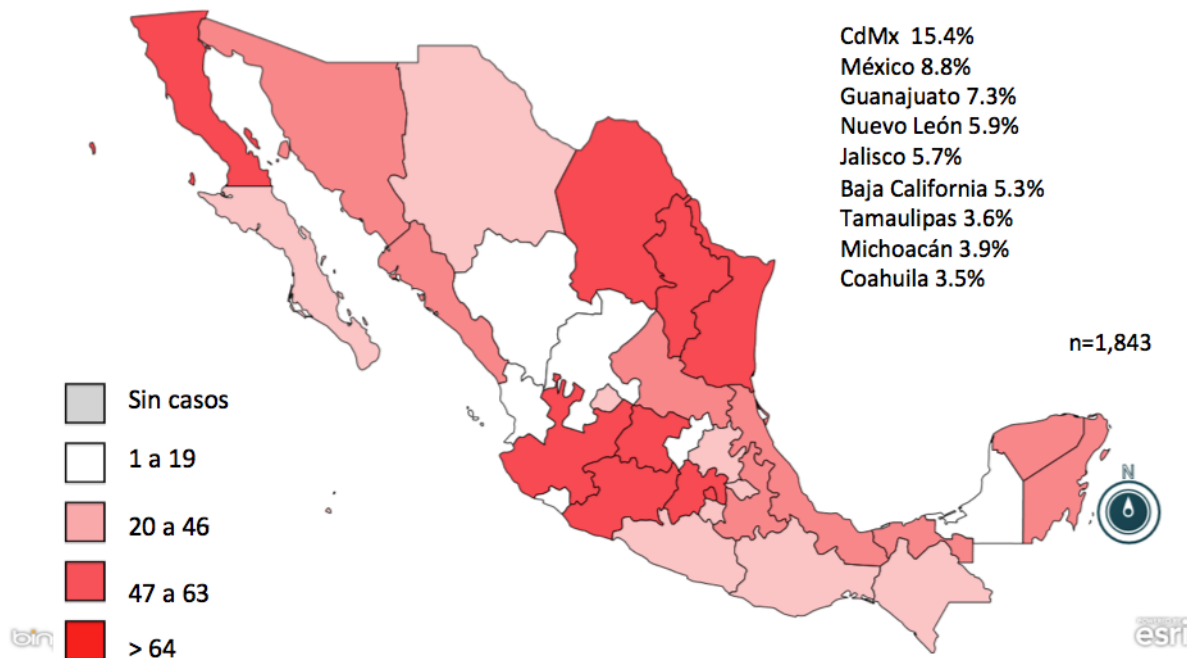 CdMx 15.4%
México 8.8%
Guanajuato 7.3%
Nuevo León 5.9%
Jalisco 5.7%
Baja California 5.3%
Tamaulipas 3.6%
Michoacán 3.9%
Coahuila 3.5%
n=1,843
Sin casos
1 a 19
20 a 46
47 a 63
> 64
N
bin
esri